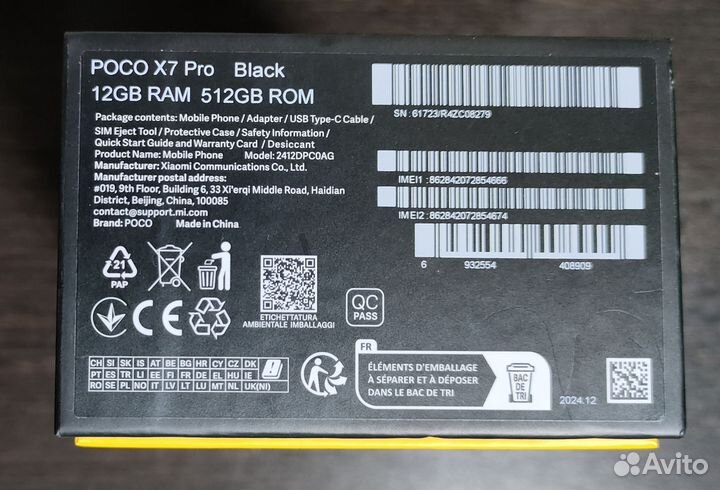 POCO X7 Pro Black
12GB RAM 512GB ROM
Package contents: Mobile Phone / Adapter / USB Type-C Cable /
SIM Eject Tool / Protective Case / Safety Information /
Quick Start Guide and Warranty Card / Desiccant
Product Name: Mobile Phone Model: 2412DPC0AG
Manufacturer: Xiaomi Communications Co., Ltd.
Manufacturer postal address:
#019, 9th Floor, Building 6, 33 Xi'erqi Middle Road, Haidian
District, Beijing, China, 100085
contact@support.mi.com
Brand: POCO Made in China
SN: 61723/R4ZC08279
IMEI1: 862842072854666
IMEI2: 862842072854674
6 932554 408909
21
PAP
CE
ETICHETTATURA
AMBIENTALE IMBALLAGGI
QC
PASS
CH SI SK IS AT BE BG HR CY CZ DK
PT ES TR LI FI FR DE EL HU IE
RO SE PL NO IT LV LT LU MT NL UK(NI)
FR
ÉLÉMENTS D'EMBALLAGE
À SÉPARER ET À DÉPOSER
DANS LE BAC DE TRI
BAC
DE
TRI
2024.12
Avito